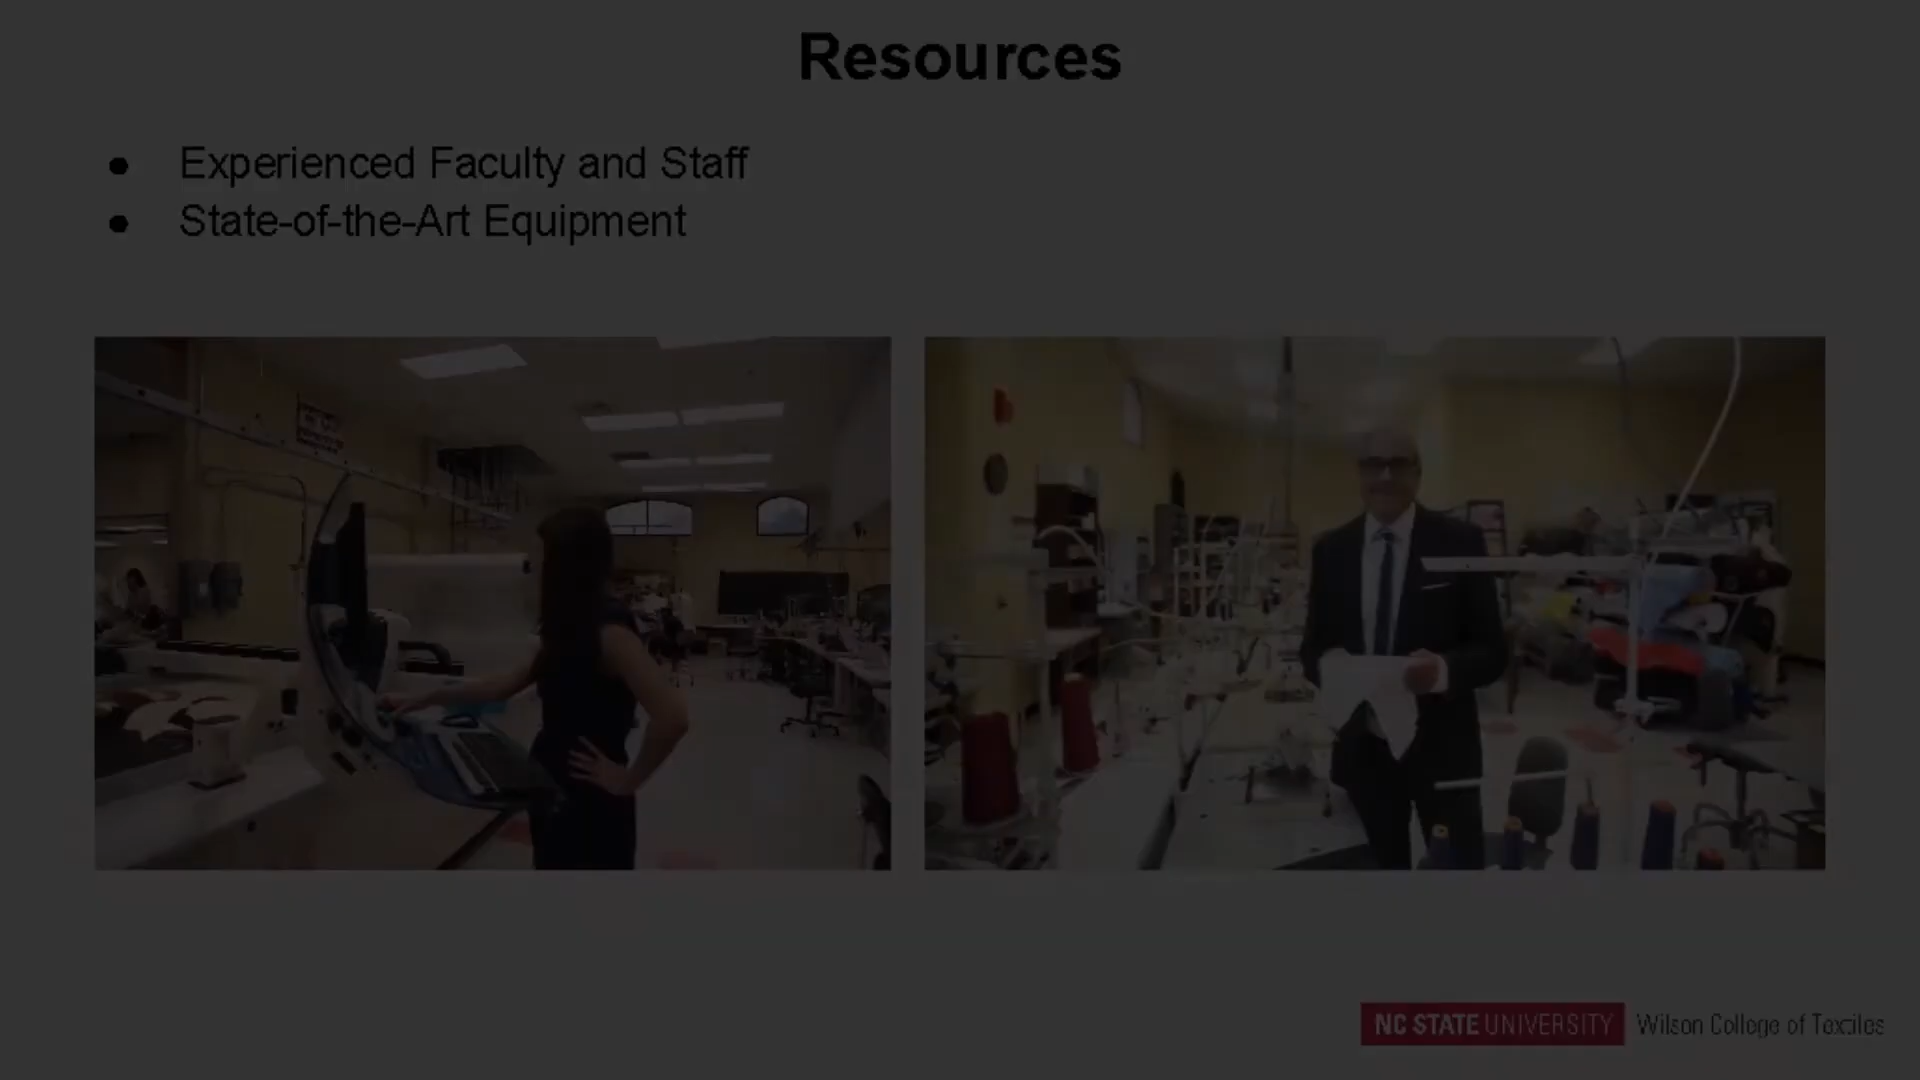 Resources
● Experienced Faculty and Staff
● State-of-the-Art Equipment
NC STATE UNIVERSITY Wilson College of Textiles